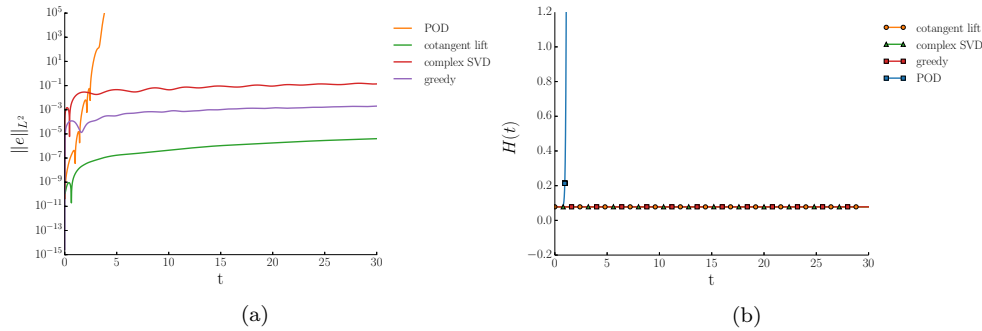 10^5
10^3
10^1
10^-1
10^-3
10^-5
10^-7
10^-9
10^-11
10^-13
10^-15
||e||_{L^2}
0 5 10 15 20 25 30
t
POD
cotangent lift
complex SVD
greedy
(a)
1.2
1.0
0.8
0.6
0.4
0.2
0.0
−0.2
H(t)
0 5 10 15 20 25 30
t
cotangent lift
complex SVD
greedy
POD
(b)